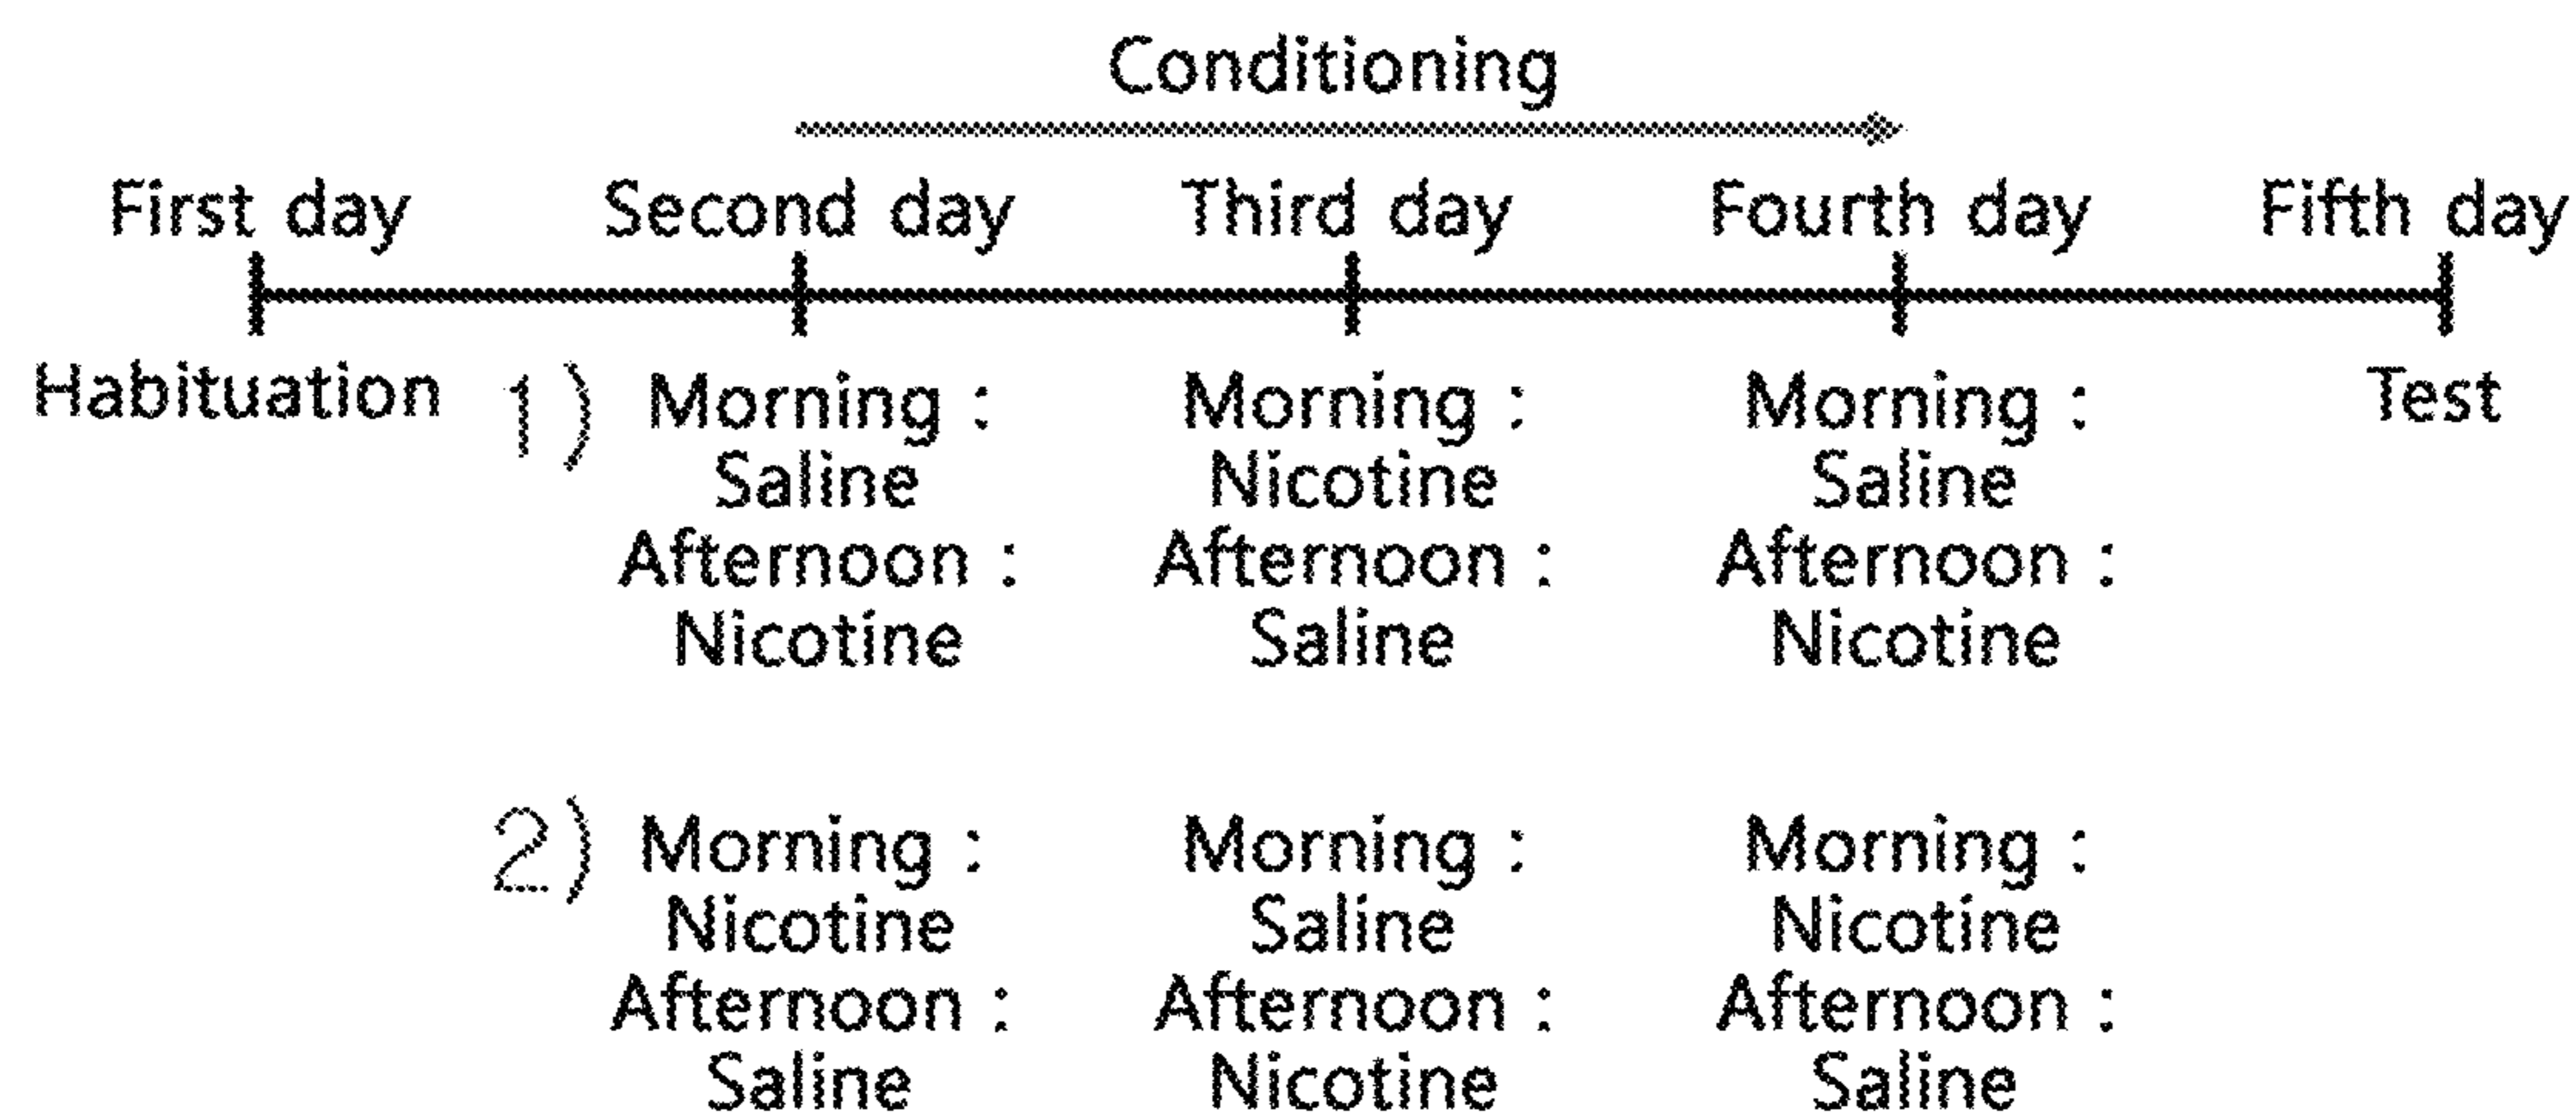 Conditioning
First day Second day Third day Fourth day Fifth day
Habituation 1) Morning : Morning : Morning : Test
Saline Nicotine Saline
Afternoon : Afternoon : Afternoon :
Nicotine Saline Nicotine
2) Morning : Morning : Morning :
Nicotine Saline Nicotine
Afternoon : Afternoon : Afternoon :
Saline Nicotine Saline